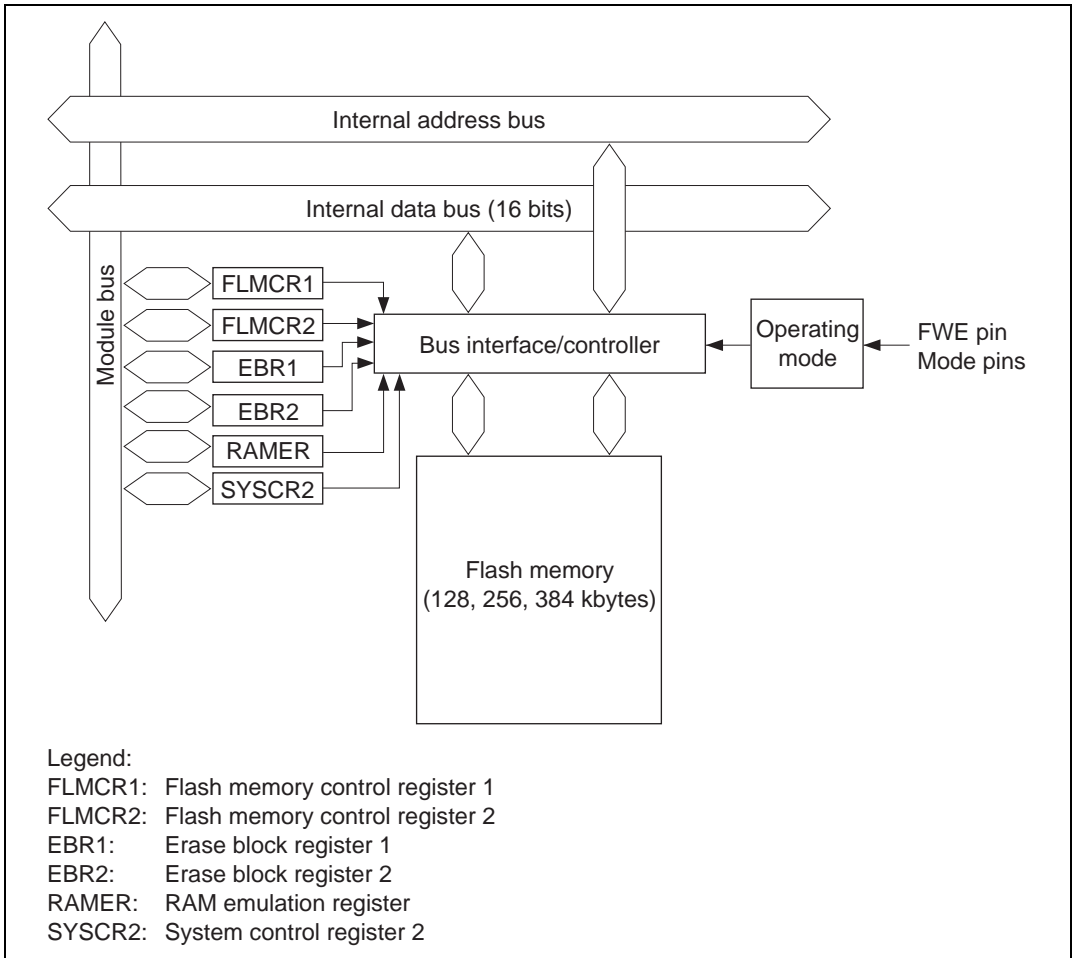 Internal address bus
Internal data bus (16 bits)
Module bus
FLMCR1
FLMCR2
EBR1
EBR2
RAMER
SYSCR2
Bus interface/controller
Operating
mode
FWE pin
Mode pins
Flash memory
(128, 256, 384 kbytes)
Legend:
FLMCR1: Flash memory control register 1
FLMCR2: Flash memory control register 2
EBR1: Erase block register 1
EBR2: Erase block register 2
RAMER: RAM emulation register
SYSCR2: System control register 2